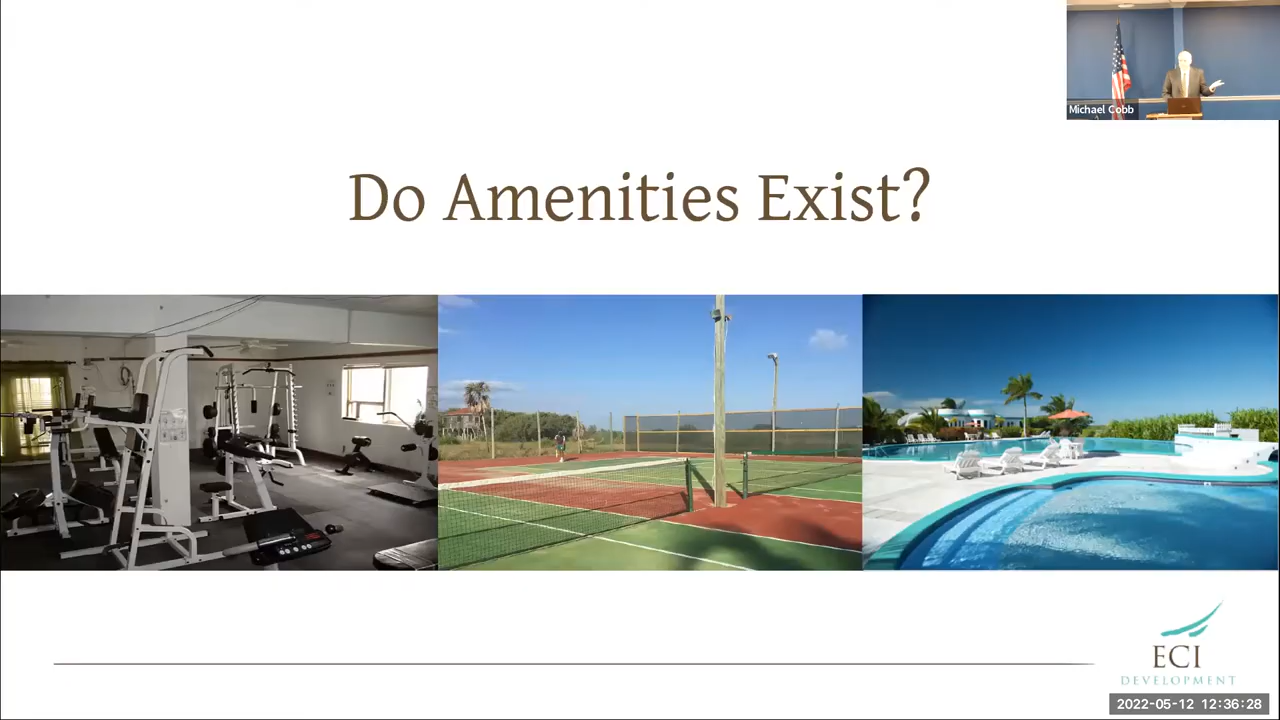 Michael Cobb
Do Amenities Exist?
ECI
DEVELOPMENT
2022-05-12 12:36:28